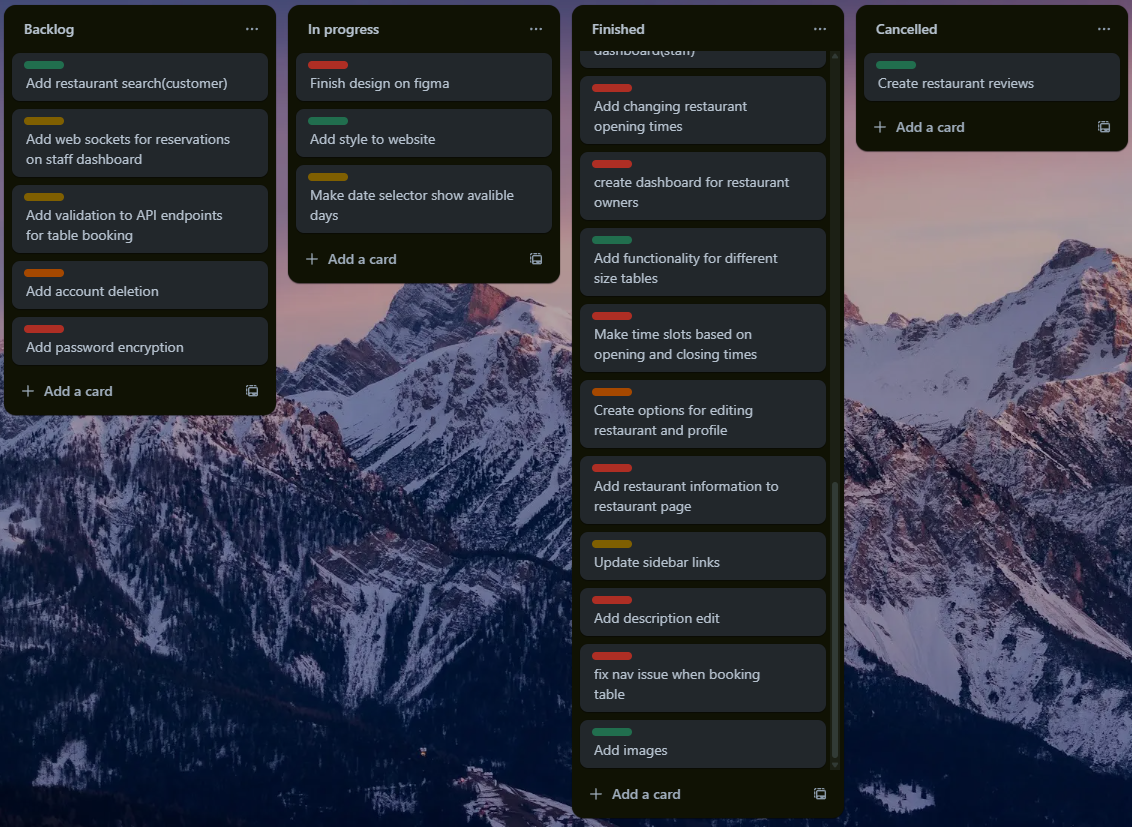 Backlog
Add restaurant search(customer)
Add web sockets for reservations
on staff dashboard
Add validation to API endpoints
for table booking
Add account deletion
Add password encryption
Add a card
In progress
Finish design on figma
Add style to website
Make date selector show avalible
days
Add a card
Finished
dashboard(staff)
Add changing restaurant
opening times
create dashboard for restaurant
owners
Add functionality for different
size tables
Make time slots based on
opening and closing times
Create options for editing
restaurant and profile
Add restaurant information to
restaurant page
Update sidebar links
Add description edit
fix nav issue when booking
table
Add images
Add a card
Cancelled
Create restaurant reviews
Add a card